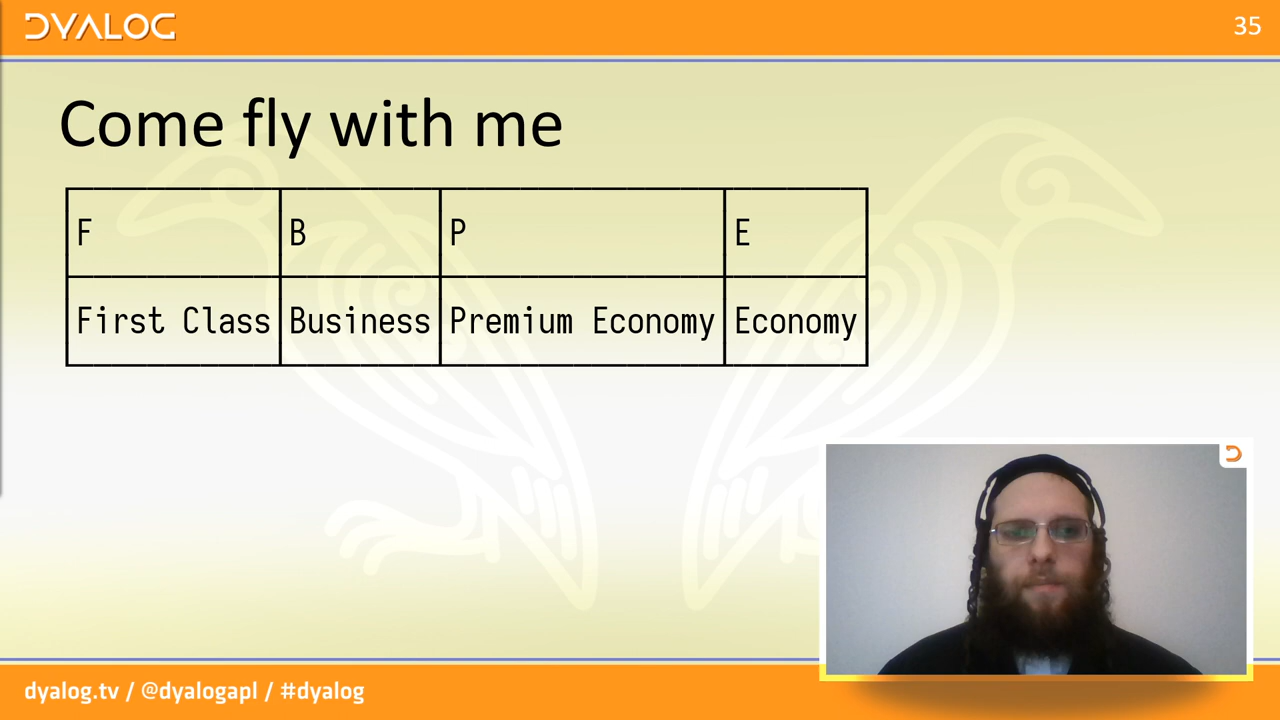 DYALOG
35
Come fly with me
F B P E
First Class Business Premium Economy Economy
dyalog.tv / @dyalogapl / #dyalog